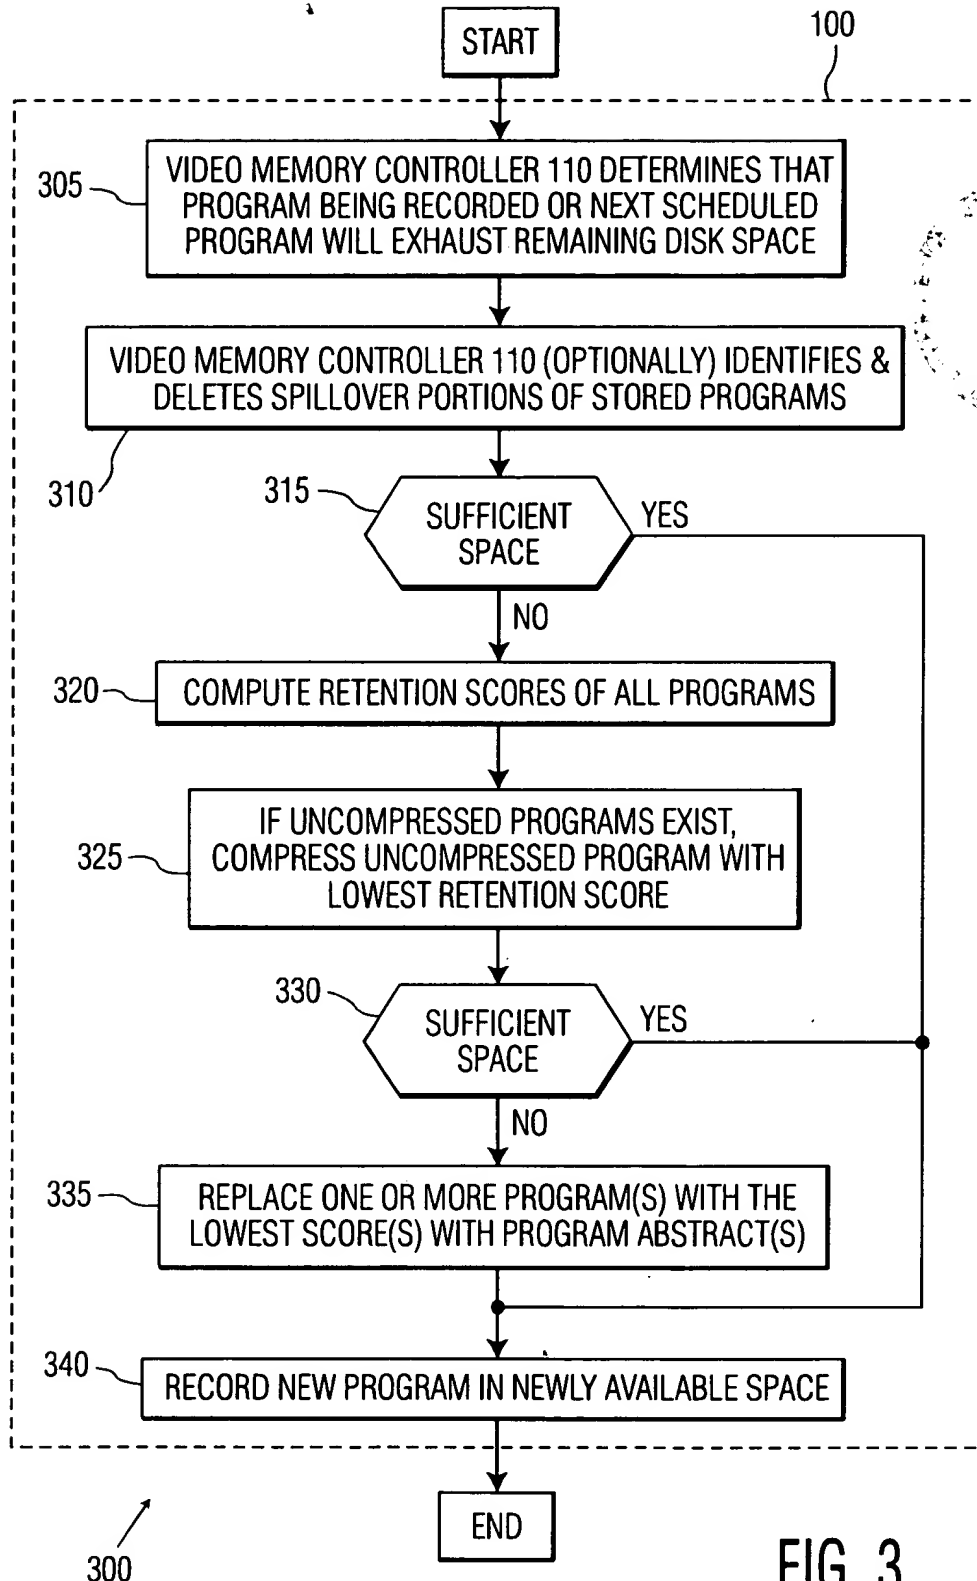 START
100
305
VIDEO MEMORY CONTROLLER 110 DETERMINES THAT
PROGRAM BEING RECORDED OR NEXT SCHEDULED
PROGRAM WILL EXHAUST REMAINING DISK SPACE
VIDEO MEMORY CONTROLLER 110 (OPTIONALLY) IDENTIFIES &
DELETES SPILLOVER PORTIONS OF STORED PROGRAMS
310
315
SUFFICIENT
SPACE
YES
NO
320
COMPUTE RETENTION SCORES OF ALL PROGRAMS
325
IF UNCOMPRESSED PROGRAMS EXIST,
COMPRESS UNCOMPRESSED PROGRAM WITH
LOWEST RETENTION SCORE
330
SUFFICIENT
SPACE
YES
NO
335
REPLACE ONE OR MORE PROGRAM(S) WITH THE
LOWEST SCORE(S) WITH PROGRAM ABSTRACT(S)
340
RECORD NEW PROGRAM IN NEWLY AVAILABLE SPACE
END
300
FIG. 3